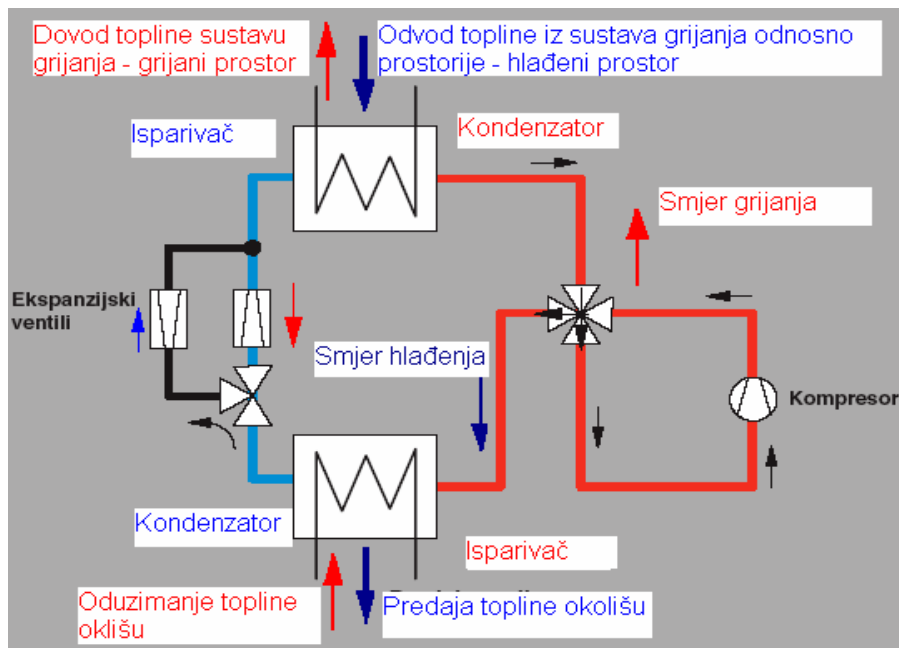 Dovod topline sustavu
grijanja - grijani prostor
Odvod topline iz sustava grijanja odnosno
prostorije - hlađeni prostor
Isparivač
Kondenzator
Smjer grijanja
Ekspanzijski
ventili
Smjer hlađenja
Kompresor
Kondenzator
Isparivač
Oduzimanje topline
oklišu
Predaja topline okolišu